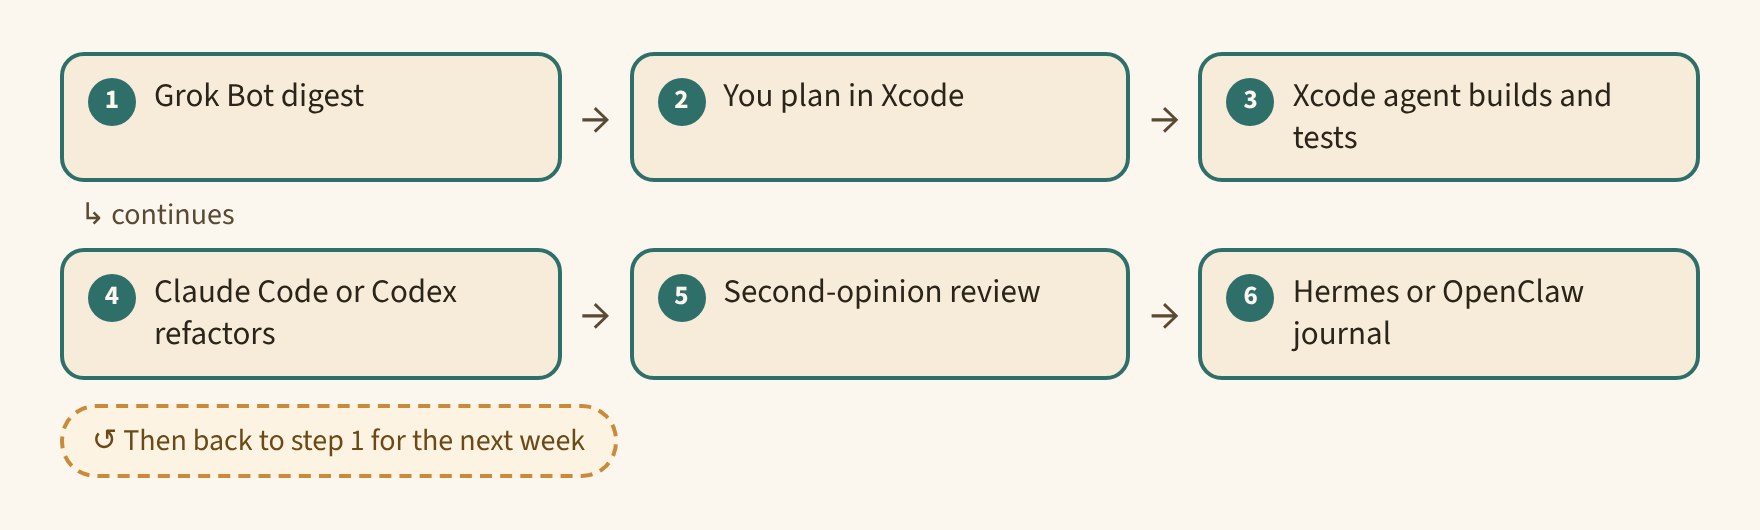 1 Grok Bot digest
→
2 You plan in Xcode
→
3 Xcode agent builds and
tests
↳ continues
4 Claude Code or Codex
refactors
→
5 Second-opinion review
→
6 Hermes or OpenClaw
journal
↺ Then back to step 1 for the next week